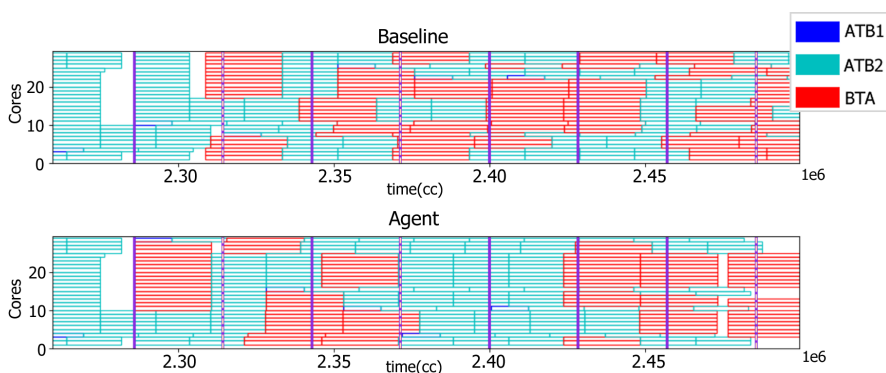 Baseline
ATB1
ATB2
BTA
Cores
20
10
0
2.30 2.35 2.40 2.45
time(cc) 1e6
Agent
Cores
20
10
0
2.30 2.35 2.40 2.45
time(cc) 1e6